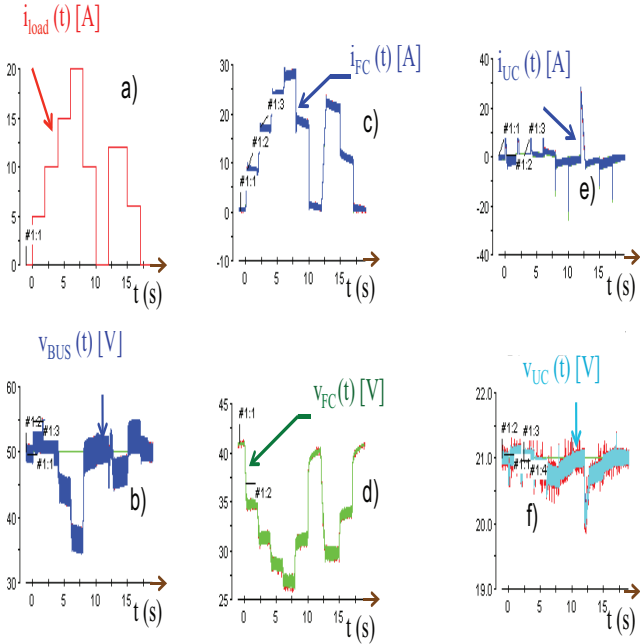 i_load (t) [A]
20
15
10
5
0
a)
#1:1
0 5 10 15
t (s)
i_FC (t) [A]
40
30
20
10
0
-10
c)
#1:3
#1:2
#1:1
0 5 10 15
t (s)
i_UC (t) [A]
40
20
0
-20
-40
#1:1 #1:3
#1:2
e)
0 5 10 15
t (s)
v_BUS (t) [V]
60
50
40
30
#1:2
#1:3
#1:1
b)
0 5 10 15
t (s)
v_FC (t) [V]
45
40
35
30
25
#1:1
#1:2
d)
0 5 10 15
t (s)
v_UC (t) [V]
22.0
21.0
20.0
19.0
#1:2 #1:3
#1:1
#1:4
f)
0 5 10 15
t (s)